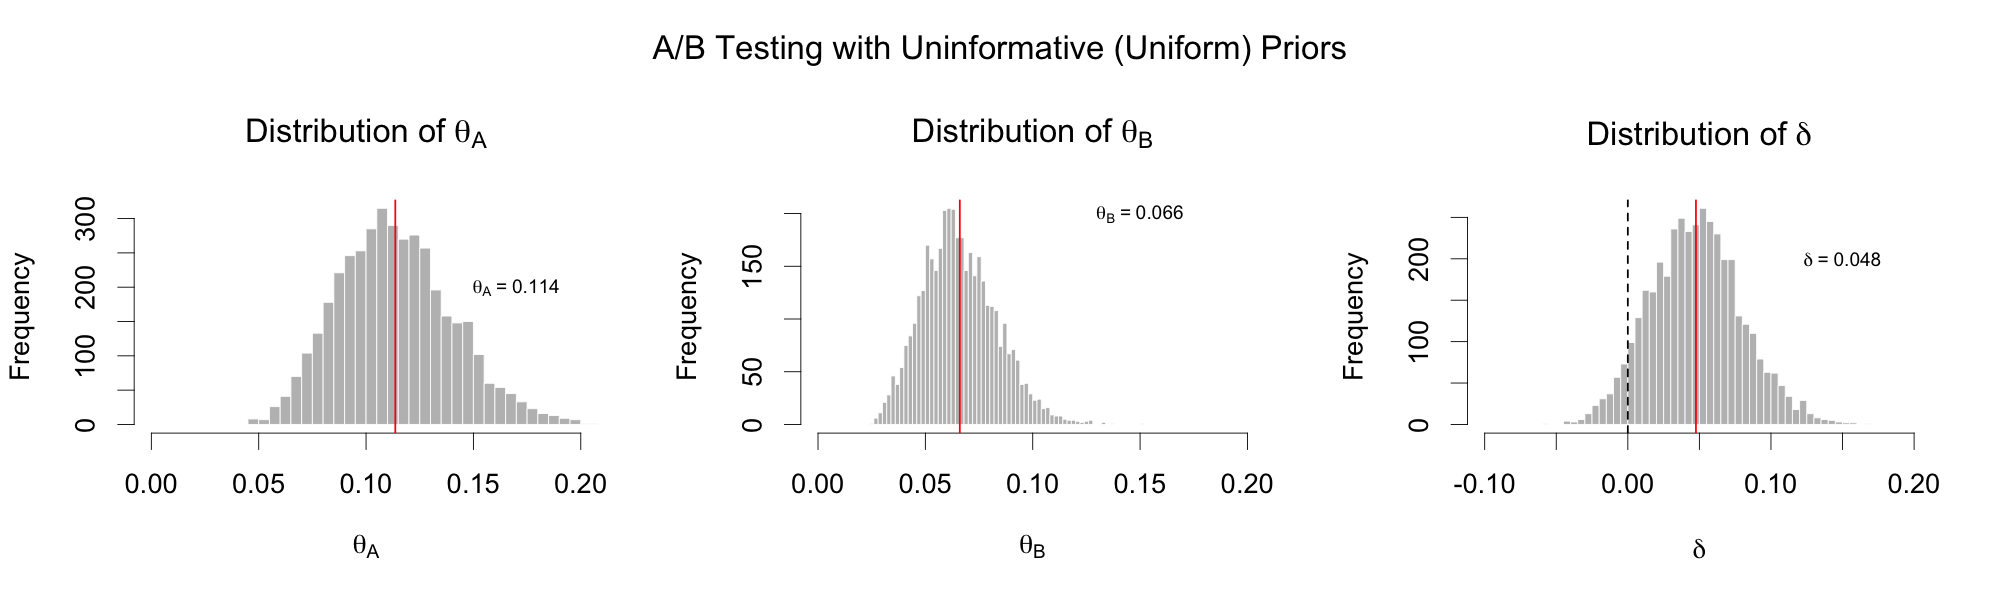 A/B Testing with Uninformative (Uniform) Priors
Distribution of θA
Frequency
300
200
100
0
θA = 0.114
0.00 0.05 0.10 0.15 0.20
θA
Distribution of θB
Frequency
150
50
0
θB = 0.066
0.00 0.05 0.10 0.15 0.20
θB
Distribution of δ
Frequency
200
100
0
δ = 0.048
-0.10 0.00 0.10 0.20
δ